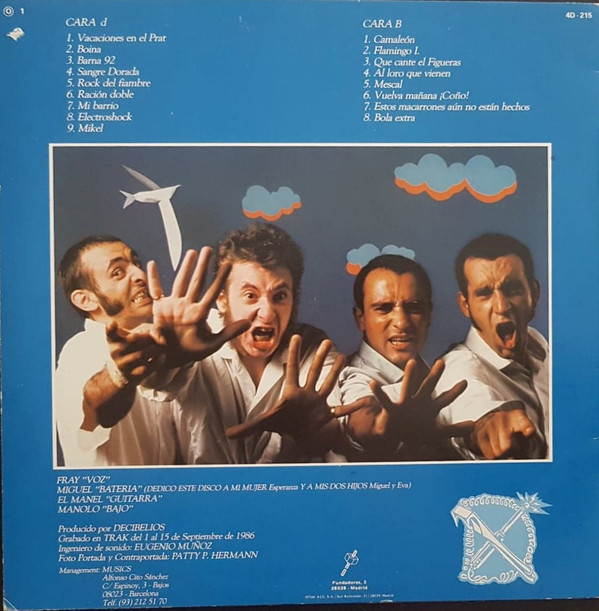 1
4D - 215
CARA d
1. Vacaciones en el Prat
2. Boina
3. Barna 92
4. Sangre Dorada
5. Rock del fiambre
6. Ración doble
7. Mi barrio
8. Electroshock
9. Mikel
CARA B
1. Camaleón
2. Flamingo I.
3. Que cante el Figueras
4. Al loro que vienen
5. Mescal
6. Vuelva mañana ¡Coño!
7. Estos macarrones aún no están hechos
8. Bola extra
FRAY "VOZ"
MIGUEL "BATERIA" (DEDICO ESTE DISCO A MI MUJER Esperanza Y A MIS DOS HIJOS Miguel y Eva)
EL MANEL "GUITARRA"
MANOLO "BAJO"
Producido por DECIBELIOS
Grabado en TRAK del 1 al 15 de Septiembre de 1986
Ingeniero de sonido: EUGENIO MUÑOZ
Foto Portada y Contraportada: PATTY P. HERMANN
Management: MUSICS
Alfonso Cito Sánchez
C/ Espinoy, 3 - Bajos
08023 - Barcelona
Telf. (93) 212 51 70
Fundadores, 5
28028 - Madrid